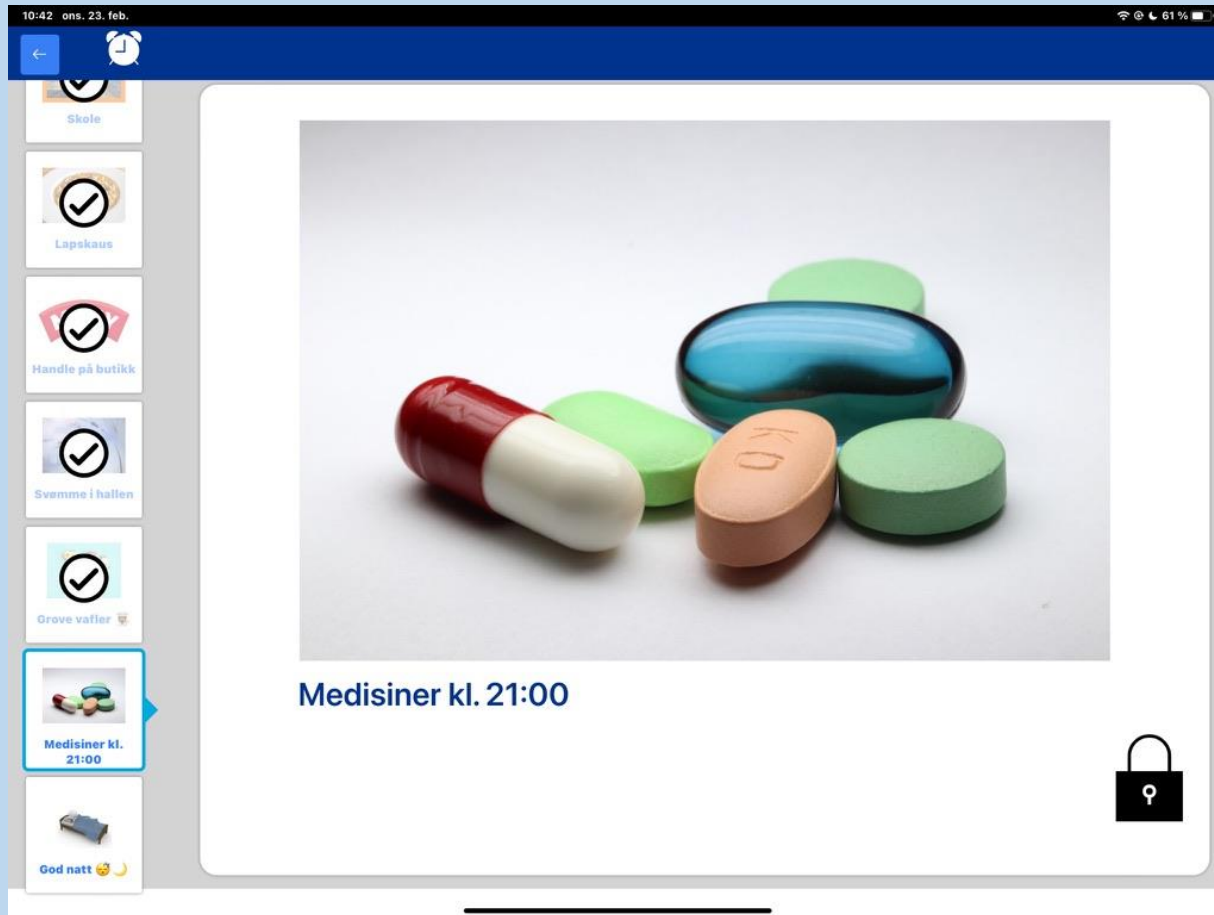 10:42 ons. 23. feb.
61 %
Skole
Lapskaus
Handle på butikk
Svømme i hallen
Grove vafler
Medisiner kl.
21:00
God natt 😴🌙
KD
Medisiner kl. 21:00